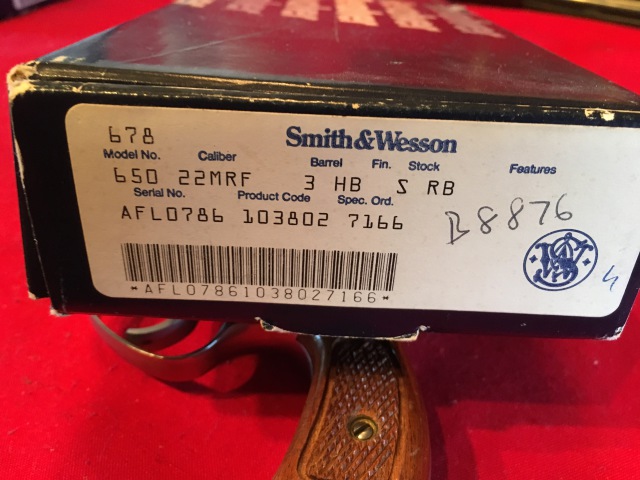 678
Smith&Wesson
Model No. Caliber Barrel Fin. Stock Features
650 22MRF 3 HB S RB
Serial No. Product Code Spec. Ord.
AFL0786 103802 7166
B8876
*AFL07861038027166*